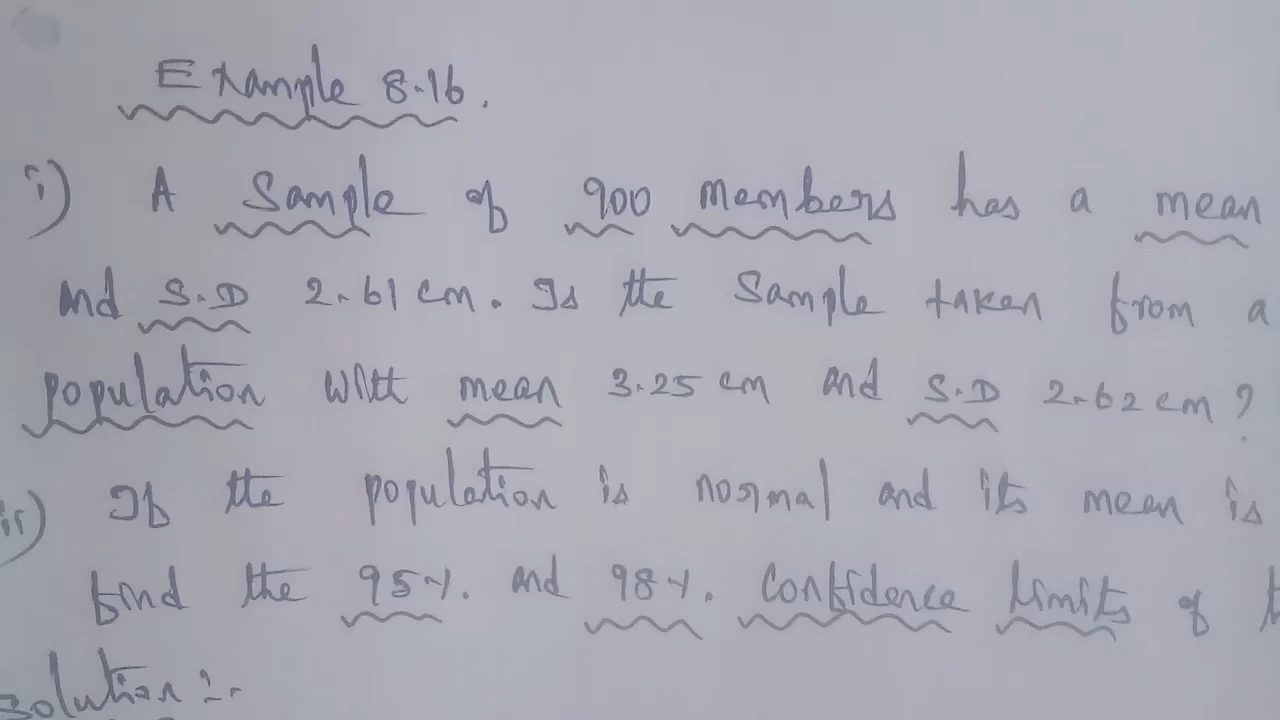 Example 8.16.
i) A Sample of 900 members has a mean
and S.D 2.61 cm. Is the Sample taken from a
population with mean 3.25 cm and S.D 2.62 cm?
ii) If the population is normal and its mean is
find the 95%. and 98%. Confidence limits of
Solution :-